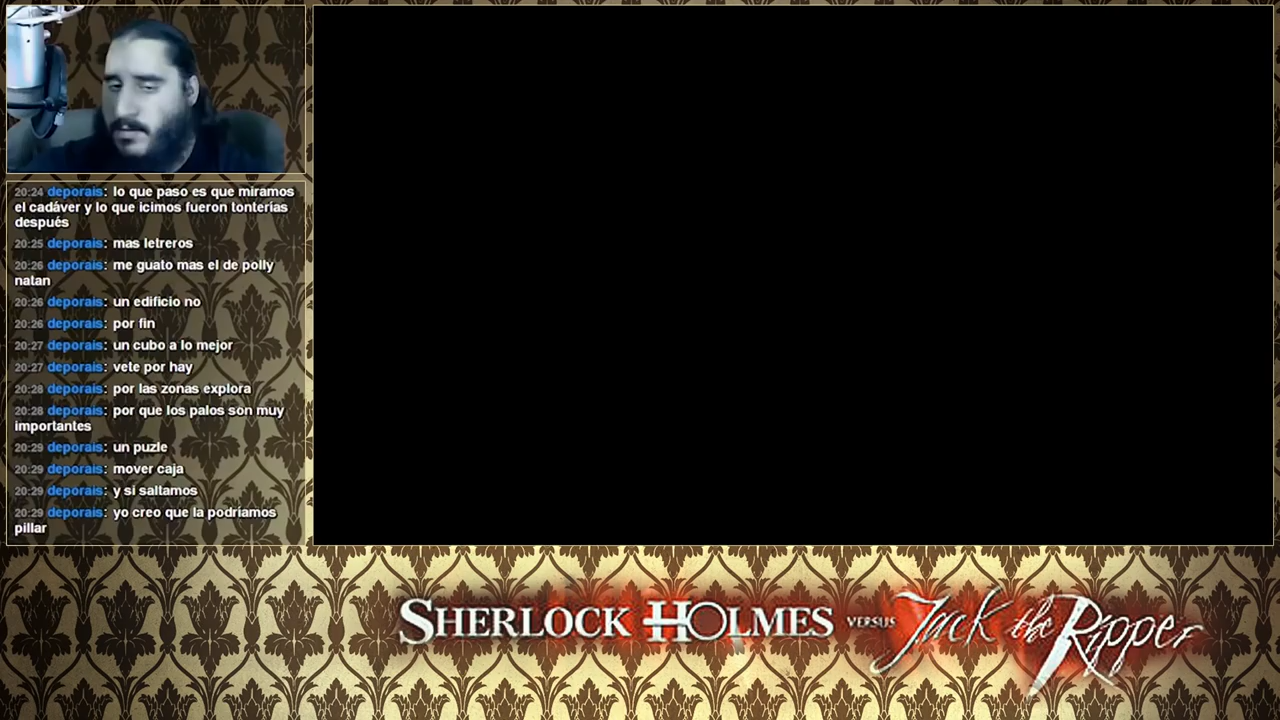 20:24 deporais: lo que paso es que miramos
el cadáver y lo que icimos fueron tonterías
después
20:25 deporais: mas letreros
20:26 deporais: me guato mas el de polly
natan
20:26 deporais: un edificio no
20:26 deporais: por fin
20:27 deporais: un cubo a lo mejor
20:27 deporais: vete por hay
20:28 deporais: por las zonas explora
20:28 deporais: por que los palos son muy
importantes
20:29 deporais: un puzle
20:29 deporais: mover caja
20:29 deporais: y si saltamos
20:29 deporais: yo creo que la podríamos
pillar
SHERLOCK HOLMES VERSUS Jack the Ripper